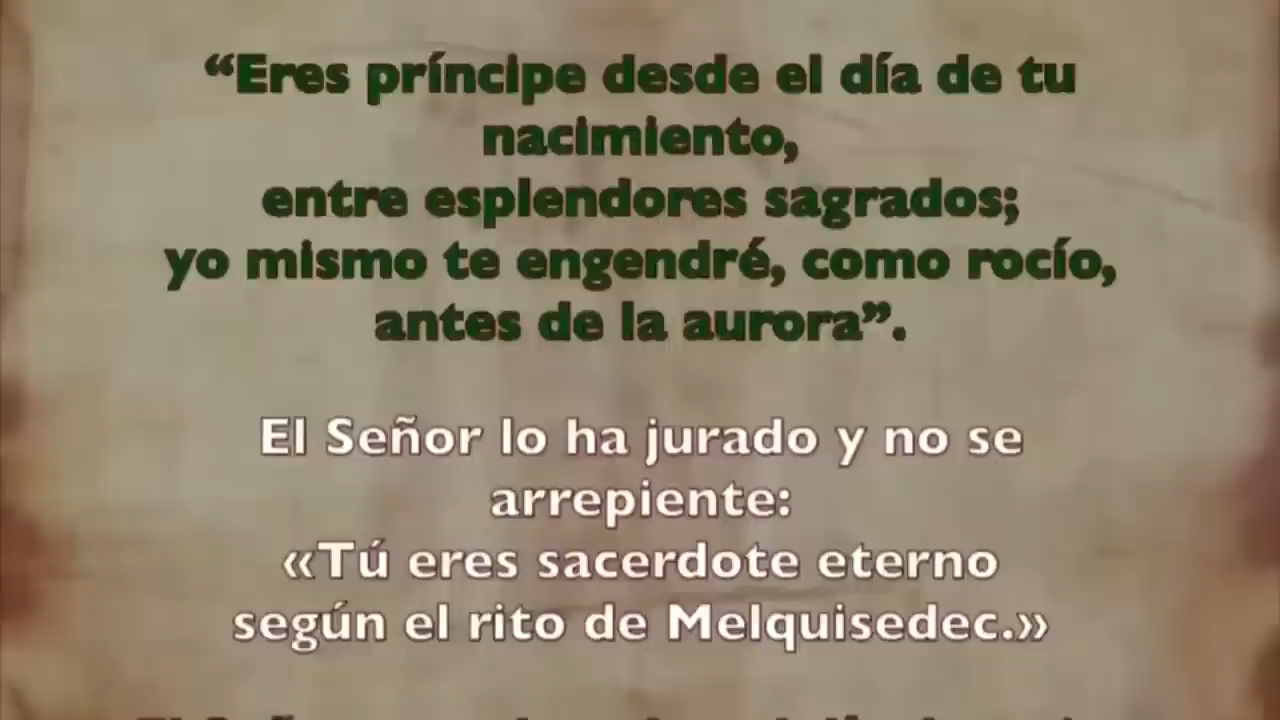 “Eres príncipe desde el día de tu
nacimiento,
entre esplendores sagrados;
yo mismo te engendré, como rocío,
antes de la aurora”.
El Señor lo ha jurado y no se
arrepiente:
«Tú eres sacerdote eterno
según el rito de Melquisedec.»